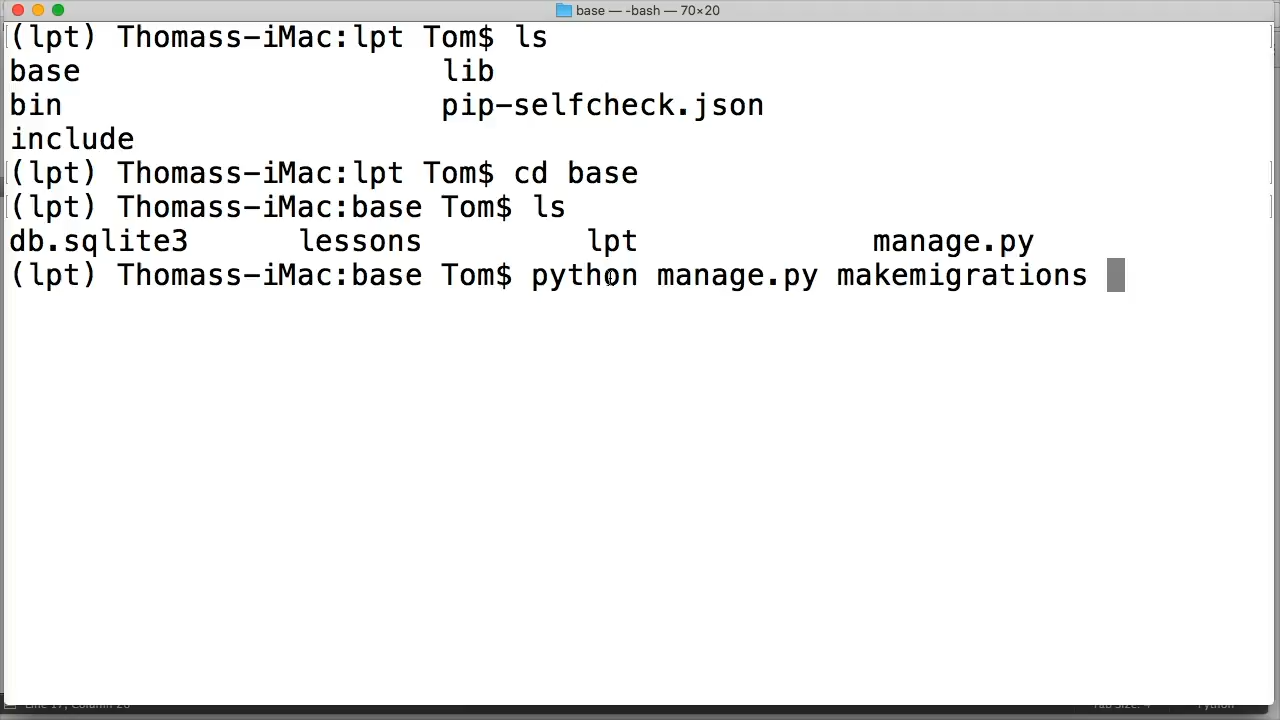 base — -bash — 70×20
(lpt) Thomass-iMac:lpt Tom$ ls
base lib
bin pip-selfcheck.json
include
(lpt) Thomass-iMac:lpt Tom$ cd base
(lpt) Thomass-iMac:base Tom$ ls
db.sqlite3 lessons lpt manage.py
(lpt) Thomass-iMac:base Tom$ python manage.py makemigrations